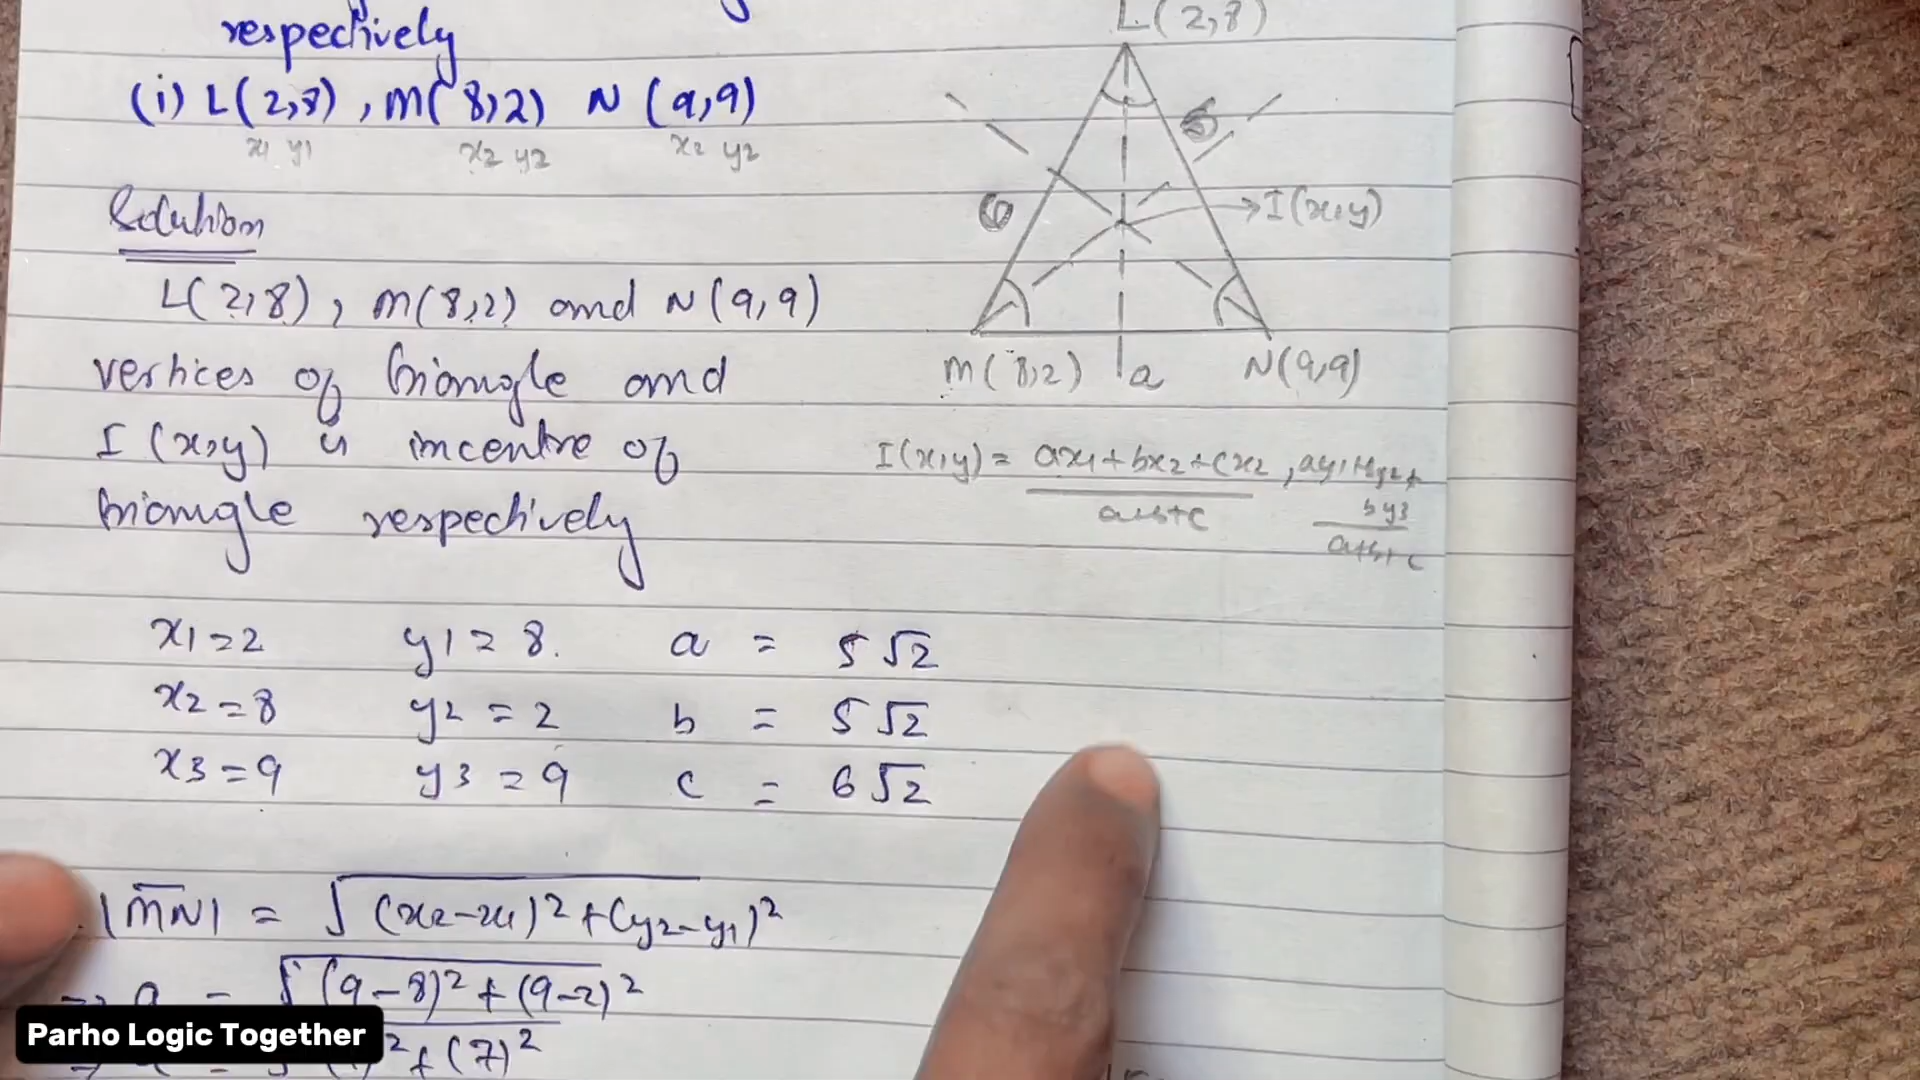 respectively
(i) L(2,8) , M(8,2) N (9,9)
x1 y1 x2 y2 x2 y2
Solution
L(2,8), M(8,2) and N(9,9)
vertices of triangle and
I (x,y) is incentre of
triangle respectively
x1=2 y1=8. a = 5√2
x2=8 y2=2 b = 5√2
x3=9 y3=9 c = 6√2
|MN| = √(x2-x1)²+(y2-y1)²
⇒ a = √(9-8)²+(9-2)²
²+(7)²
L(2,8)
I(x,y)
M(8,2) a N(9,9)
I(x,y)= ax1+bx2+cx2 , ay1+
by3
a+b+c
a+b+c
Parho Logic Together